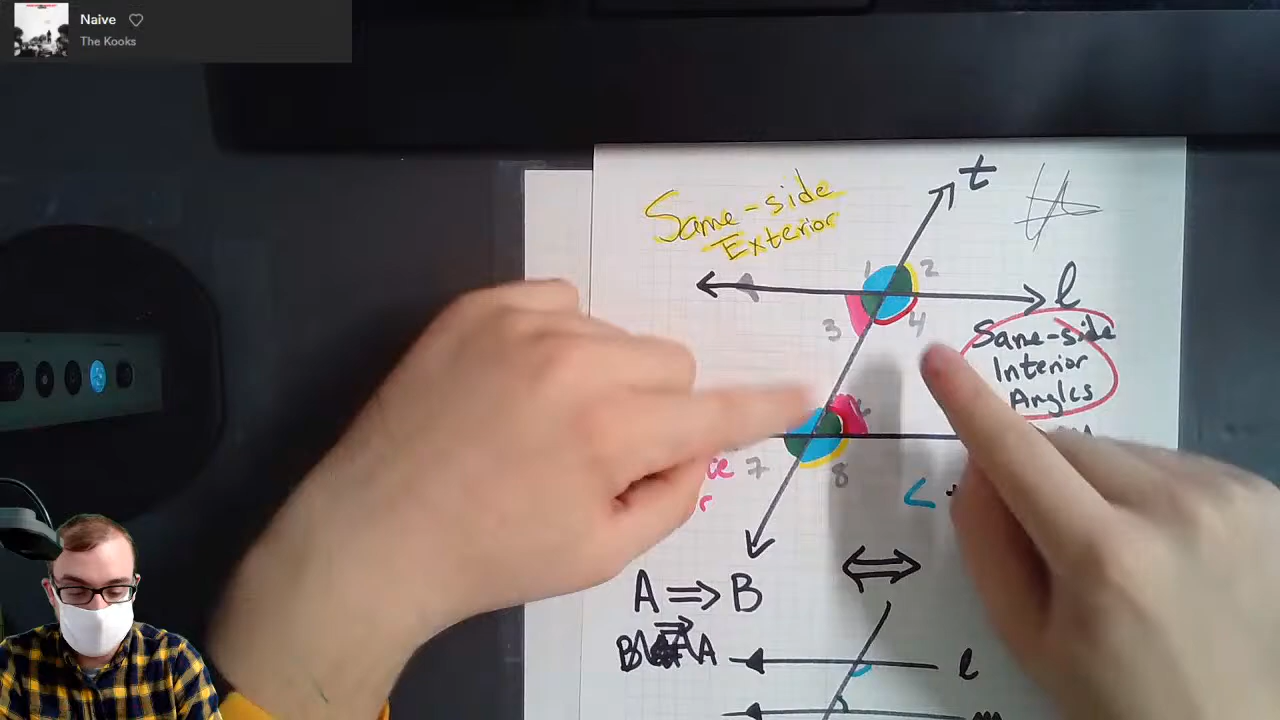 Naive
The Kooks
t
Same-side
Exterior
1 2
l
3 4
Same-side
Interior
Angles
7 8
A ⇒ B
⇔
B A
l
m